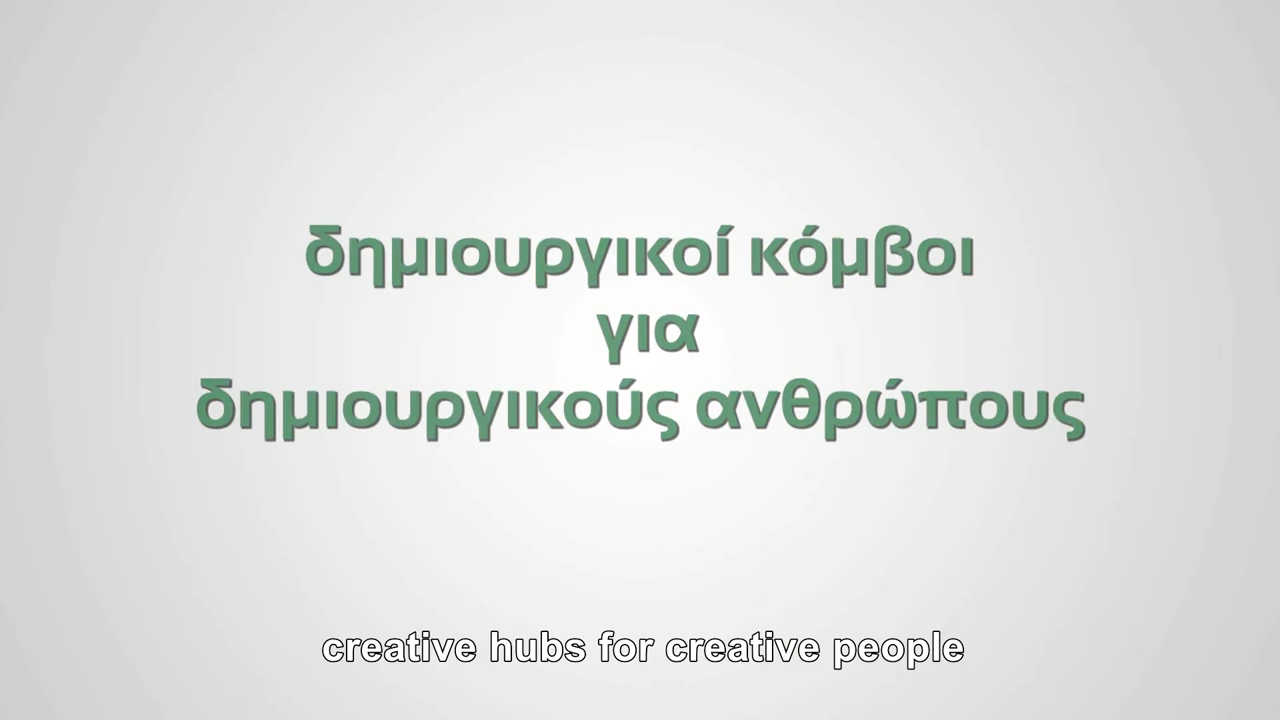 δημιουργικοί κόμβοι
για
δημιουργικούς ανθρώπους
creative hubs for creative people